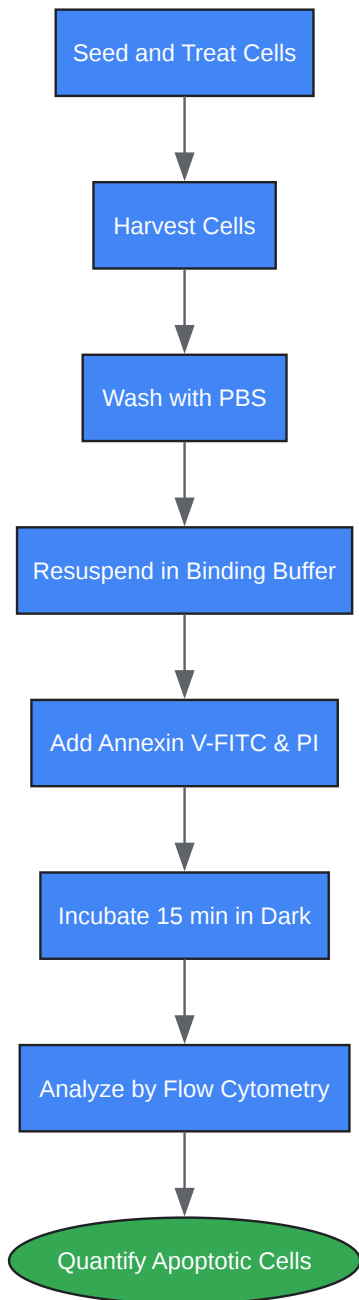 Seed and Treat Cells
Harvest Cells
Wash with PBS
Resuspend in Binding Buffer
Add Annexin V-FITC & PI
Incubate 15 min in Dark
Analyze by Flow Cytometry
Quantify Apoptotic Cells